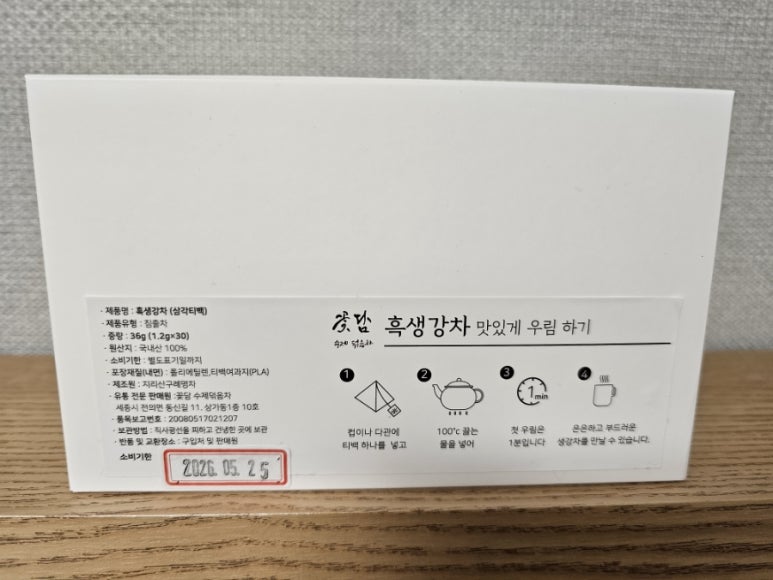 · 제품명 : 흑생강차 (삼각티백)
· 제품유형 : 침출차
· 중량 : 36g (1.2g×30)
· 원산지 : 국내산 100%
· 소비기한 : 별도표기일까지
· 포장재질(내면) : 폴리에틸렌,티백여과지(PLA)
· 제조원 : 지리산구례명차
· 유통 전문 판매원 : 꽃담 수제덖음차
세종시 전의면 동신길 11. 상가동1층 10호
· 품목보고번호 : 20080517021207
· 보관방법 : 직사광선을 피하고 건냉한 곳에 보관
· 반품 및 교환장소 : 구입처 및 판매원
소비기한 2026. 05. 25
꽃담
수제 덖음차
흑생강차 맛있게 우림 하기
1
컵이나 다관에
티백 하나를 넣고
2
100℃ 끓는
물을 넣어
3
1min
첫 우림은
1분입니다
4
은은하고 부드러운
생강차를 만날 수 있습니다.